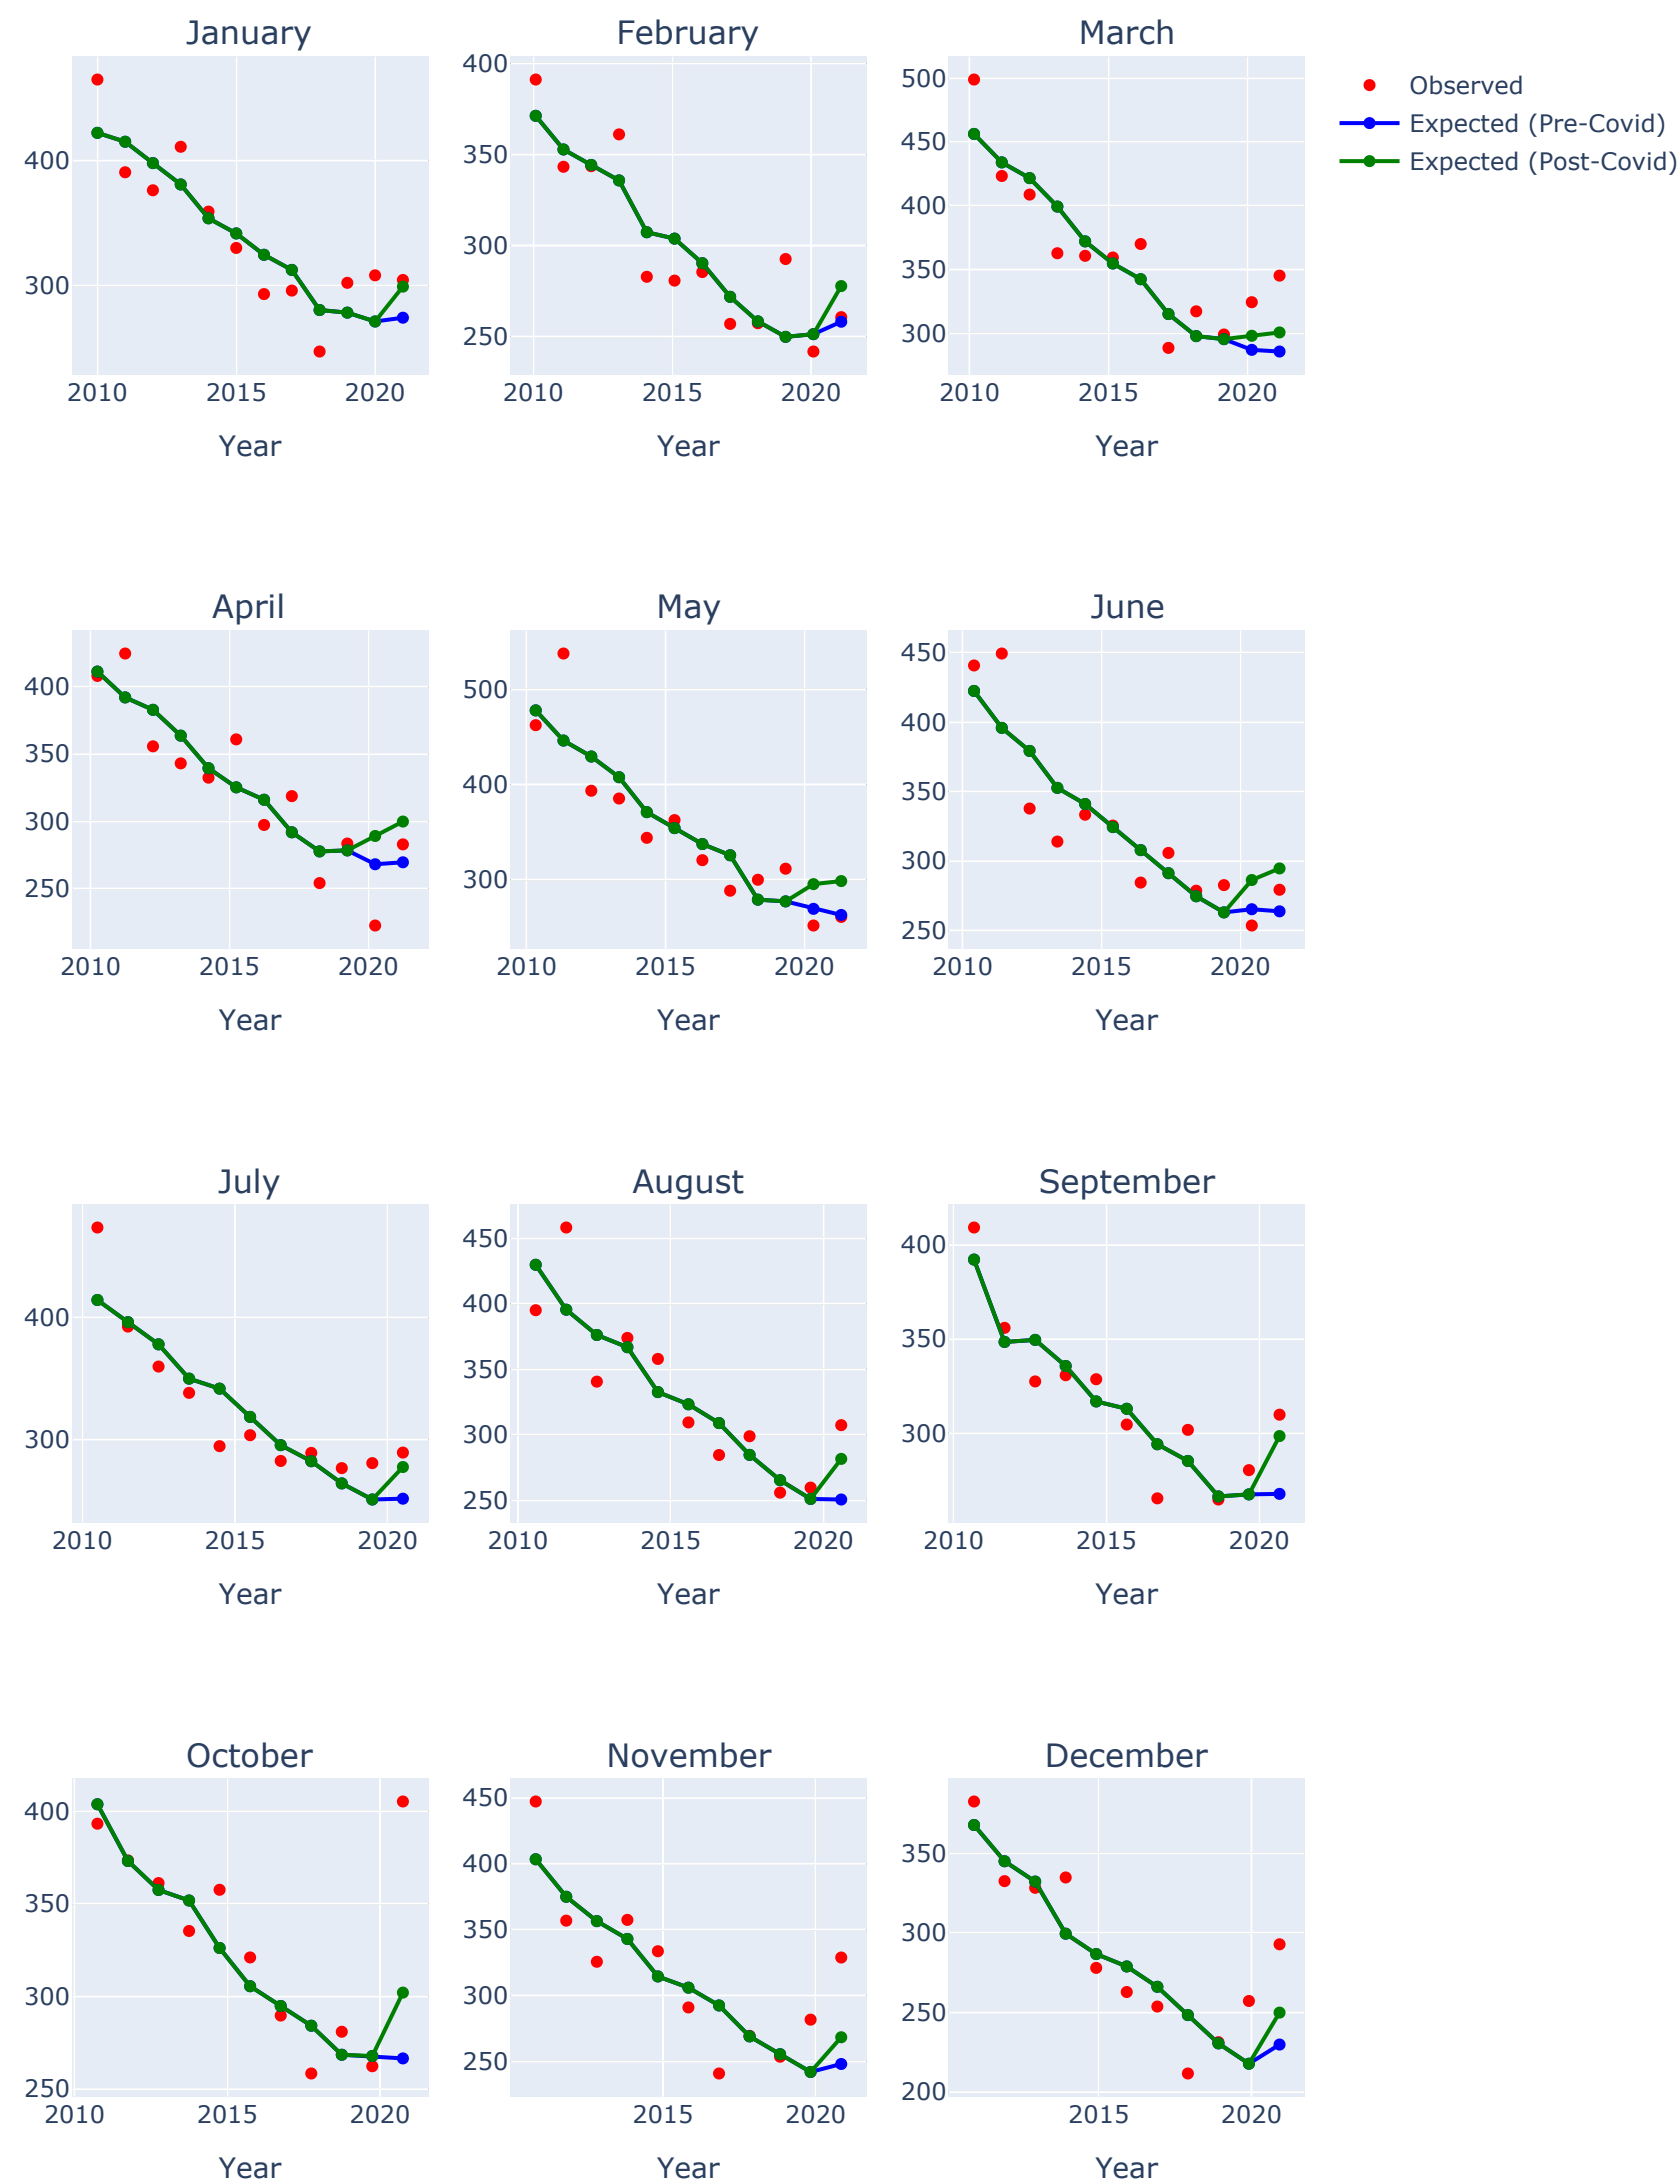 January
February
March
Observed
Expected (Pre-Covid)
Expected (Post-Covid)
400
300
2010
2015
2020
Year
400
350
300
250
2010
2015
2020
Year
500
450
400
350
300
2010
2015
2020
Year
April
May
June
400
350
300
250
2010
2015
2020
Year
500
400
300
2010
2015
2020
Year
450
400
350
300
250
2010
2015
2020
Year
July
August
September
400
300
2010
2015
2020
Year
450
400
350
300
250
2010
2015
2020
Year
400
350
300
2010
2015
2020
Year
October
November
December
400
350
300
250
2010
2015
2020
Year
450
400
350
300
250
2015
2020
Year
350
300
250
200
2015
2020
Year